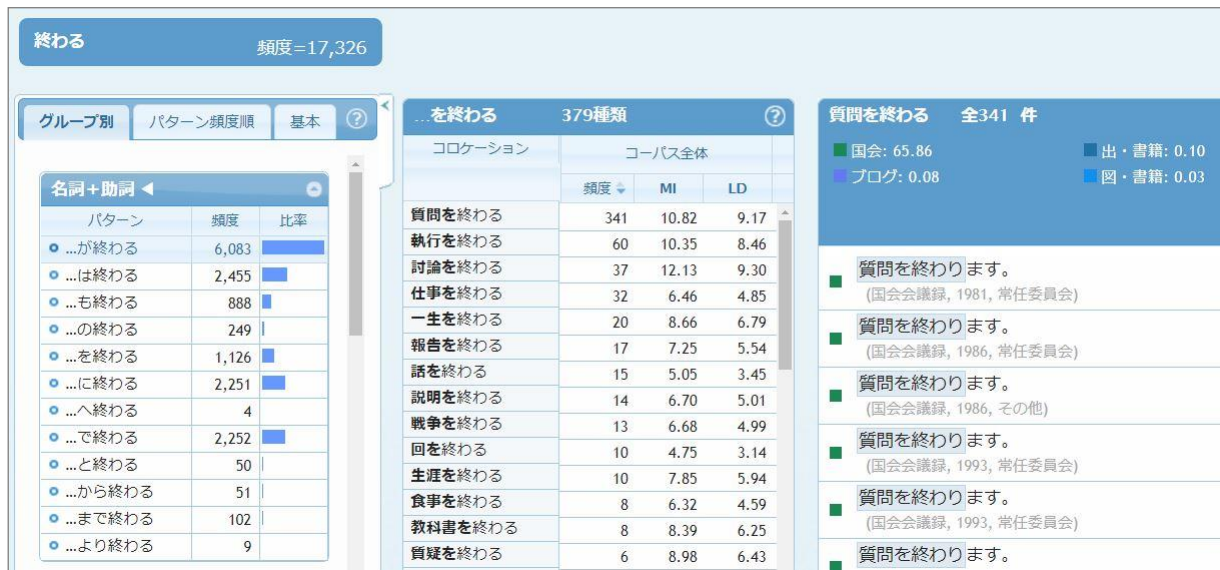 終わる 頻度=17,326
グループ別 パターン頻度順 基本 ?
名詞+助詞 ◀
パターン 頻度 比率
...が終わる 6,083
...は終わる 2,455
...も終わる 888
...の終わる 249
...を終わる 1,126
...に終わる 2,251
...へ終わる 4
...で終わる 2,252
...と終わる 50
...から終わる 51
...まで終わる 102
...より終わる 9
...を終わる 379種類 ?
コロケーション コーパス全体
頻度 MI LD
質問を終わる 341 10.82 9.17
執行を終わる 60 10.35 8.46
討論を終わる 37 12.13 9.30
仕事を終わる 32 6.46 4.85
一生を終わる 20 8.66 6.79
報告を終わる 17 7.25 5.54
話を終わる 15 5.05 3.45
説明を終わる 14 6.70 5.01
戦争を終わる 13 6.68 4.99
回を終わる 10 4.75 3.14
生涯を終わる 10 7.85 5.94
食事を終わる 8 6.32 4.59
教科書を終わる 8 8.39 6.25
質疑を終わる 6 8.98 6.43
質問を終わる 全341 件
国会: 65.86 出・書籍: 0.10
ブログ: 0.08 図・書籍: 0.03
質問を終わります。
(国会会議録, 1981, 常任委員会)
質問を終わります。
(国会会議録, 1986, 常任委員会)
質問を終わります。
(国会会議録, 1986, その他)
質問を終わります。
(国会会議録, 1993, 常任委員会)
質問を終わります。
(国会会議録, 1993, 常任委員会)
質問を終わります。